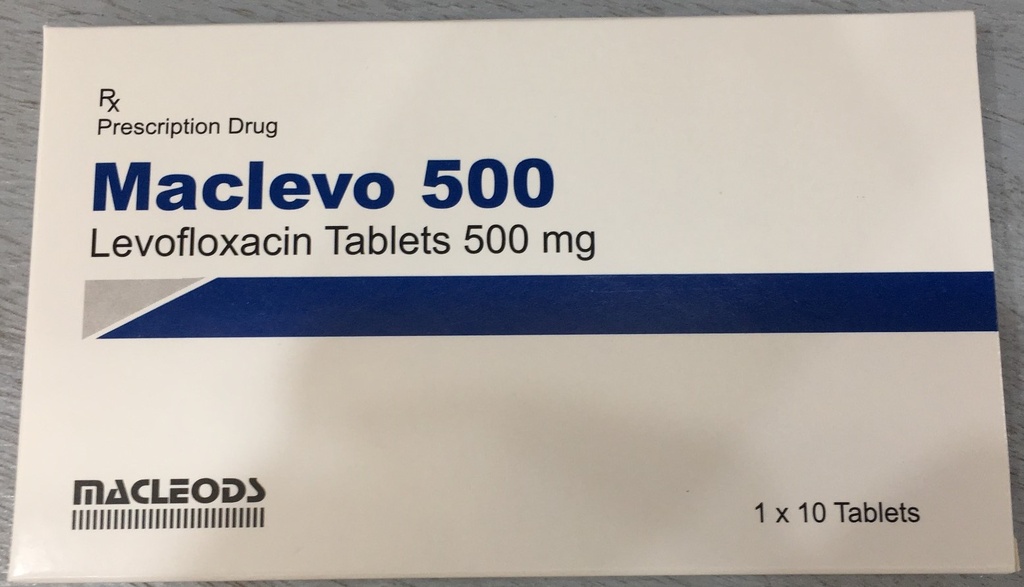 Rx
Prescription Drug
Maclevo 500
Levofloxacin Tablets 500 mg
MACLEODS
1 x 10 Tablets